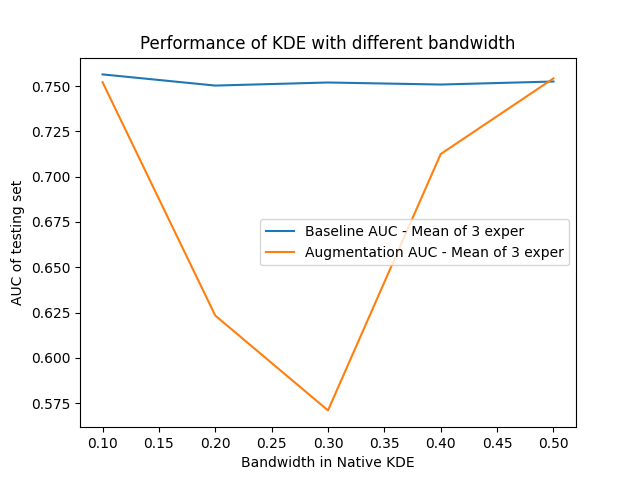 Performance of KDE with different bandwidth
AUC of testing set
0.750
0.725
0.700
0.675
0.650
0.625
0.600
0.575
Baseline AUC - Mean of 3 exper
Augmentation AUC - Mean of 3 exper
0.10 0.15 0.20 0.25 0.30 0.35 0.40 0.45 0.50
Bandwidth in Native KDE